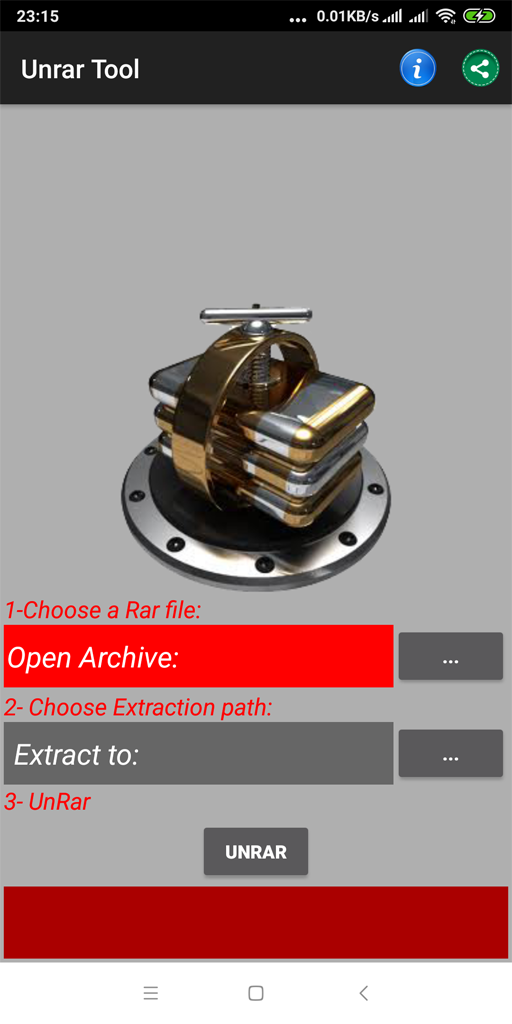 23:15
... 0.01KB/s
Unrar Tool
1-Choose a Rar file:
Open Archive:
...
2- Choose Extraction path:
Extract to:
...
3- UnRar
UNRAR